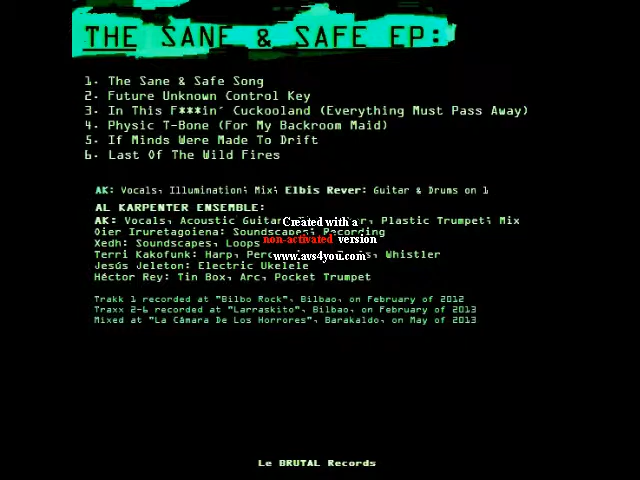 THE SANE & SAFE EP:
1. The Sane & Safe Song
2. Future Unknown Control Key
3. In This F***in' Cuckooland (Everything Must Pass Away)
4. Physic T-Bone (For My Backroom Maid)
5. If Minds Were Made To Drift
6. Last Of The Wild Fires
AK: Vocals, Illumination; Mix; Elbis Rever: Guitar & Drums on 1
AL KARPENTER ENSEMBLE:
AK: Vocals, Acoustic Guitar, Plastic Trumpet; Mix
Created with a
Oier Iruretagoiena: Soundscapes; Recording
Xedh: Soundscapes, Loops
non-activated version
Terri Kakofunk: Harp, Whistler
www.avs4you.com
Jesús Jeleton: Electric Ukelele
Héctor Rey: Tin Box, Arc, Pocket Trumpet
Trakk 1 recorded at "Bilbo Rock", Bilbao, on February of 2012
Traxx 2-6 recorded at "Larraskito", Bilbao, on February of 2013
Mixed at "La Cámara De Los Horrores", Barakaldo, on May of 2013
Le BRUTAL Records